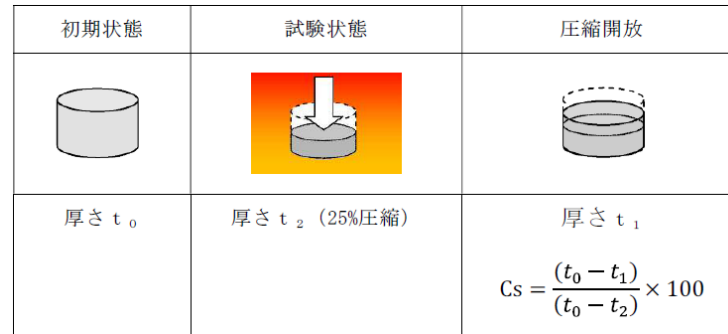 初期状態
試験状態
圧縮開放
厚さt₀
厚さt₂（25%圧縮）
厚さt₁
Cs = (t₀ − t₁) / (t₀ − t₂) × 100